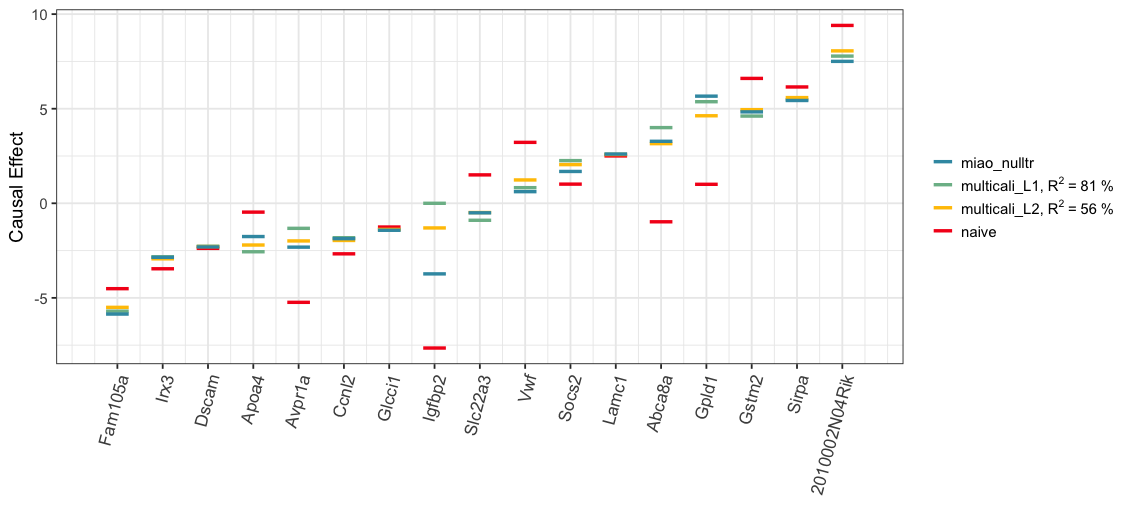 10
5
0
-5
Causal Effect
Fam105a
Irx3
Dscam
Apoa4
Avpr1a
Ccnl2
Glcci1
Igfbp2
Slc22a3
Vwf
Socs2
Lamc1
Abca8a
Gpld1
Gstm2
Sirpa
2010002N04Rik
miao_nulltr
multicali_L1, R² = 81 %
multicali_L2, R² = 56 %
naive